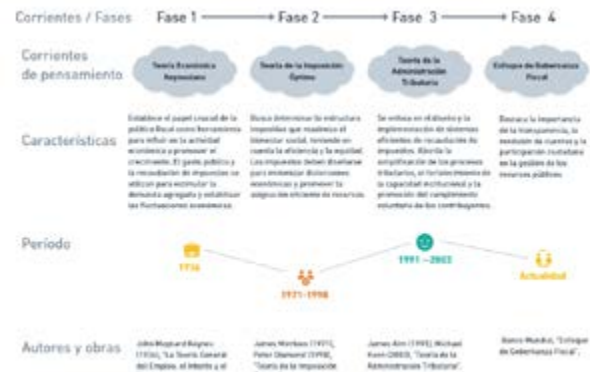 Corrientes / Fases
Fase 1
Fase 2
Fase 3
Fase 4
Corrientes
de pensamiento
Teoría Económica
Keynesiana
Teoría de la Imposición
Óptima
Teoría de la
Administración
Tributaria
Enfoque de Gobernanza
Fiscal
Características
Establece el papel crucial de la
política fiscal como herramienta
para influir en la actividad
económica y promover el
crecimiento. El gasto público y
la recaudación de impuestos se
utilizan para estimular la
demanda agregada y estabilizar
las fluctuaciones económicas.
Busca determinar la estructura
impositiva que maximice el
bienestar social, teniendo en
cuenta la eficiencia y la equidad.
Los impuestos deben diseñarse
para minimizar distorsiones
económicas y promover la
asignación eficiente de recursos.
Se enfoca en el diseño y la
implementación de sistemas
eficientes de recaudación de
impuestos. Aborda la
simplificación de los procesos
tributarios, el fortalecimiento de
la capacidad institucional y la
promoción del cumplimiento
voluntario de los contribuyentes.
Destaca la importancia
de la transparencia, la
rendición de cuentas y la
participación ciudadana
en la gestión de los
recursos públicos.
Período
1936
1971-1998
1991-2003
Actualidad
Autores y obras
John Maynard Keynes
(1936), "La Teoría General
del Empleo, el Interés y el
James Mirrlees (1971),
Peter Diamond (1998),
"Teoría de la Imposición
James Alm (1991), Michael
Keen (2003), "Teoría de la
Administración Tributaria".
Banco Mundial, "Enfoque
de Gobernanza Fiscal".